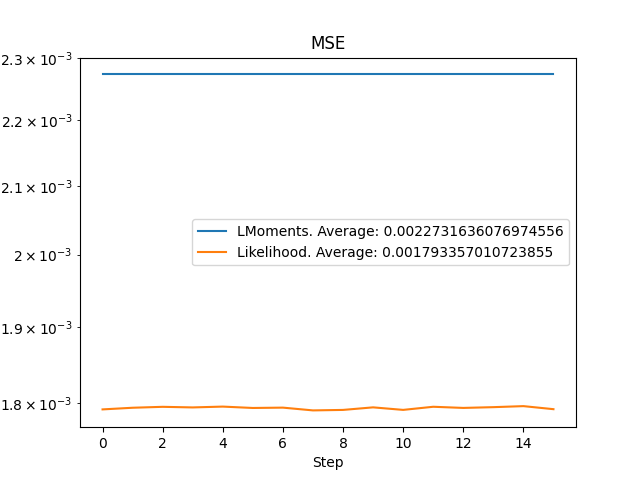 MSE
2.3 × 10⁻³
2.2 × 10⁻³
2.1 × 10⁻³
2 × 10⁻³
1.9 × 10⁻³
1.8 × 10⁻³
LMoments. Average: 0.0022731636076974556
Likelihood. Average: 0.001793357010723855
0 2 4 6 8 10 12 14
Step